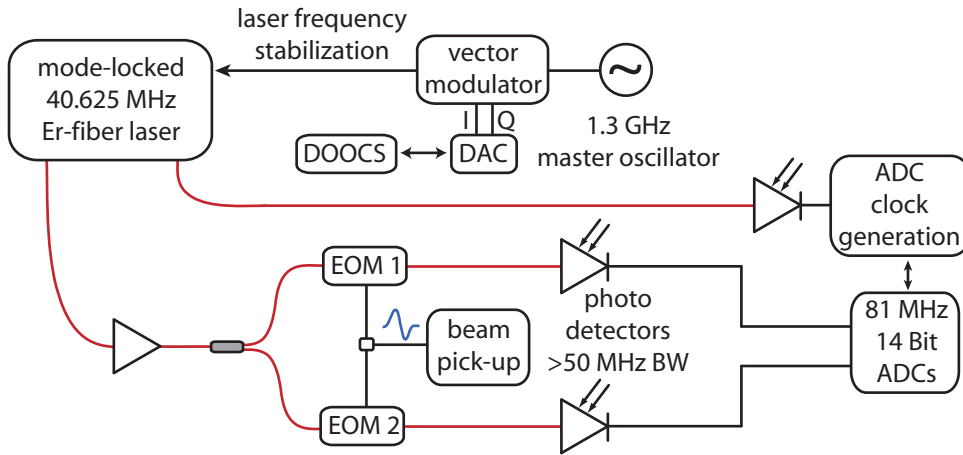 laser frequency
stabilization
mode-locked
40.625 MHz
Er-fiber laser
vector
modulator
~
I
Q
DOOCS
DAC
1.3 GHz
master oscillator
ADC
clock
generation
EOM 1
photo
detectors
>50 MHz BW
beam
pick-up
81 MHz
14 Bit
ADCs
EOM 2